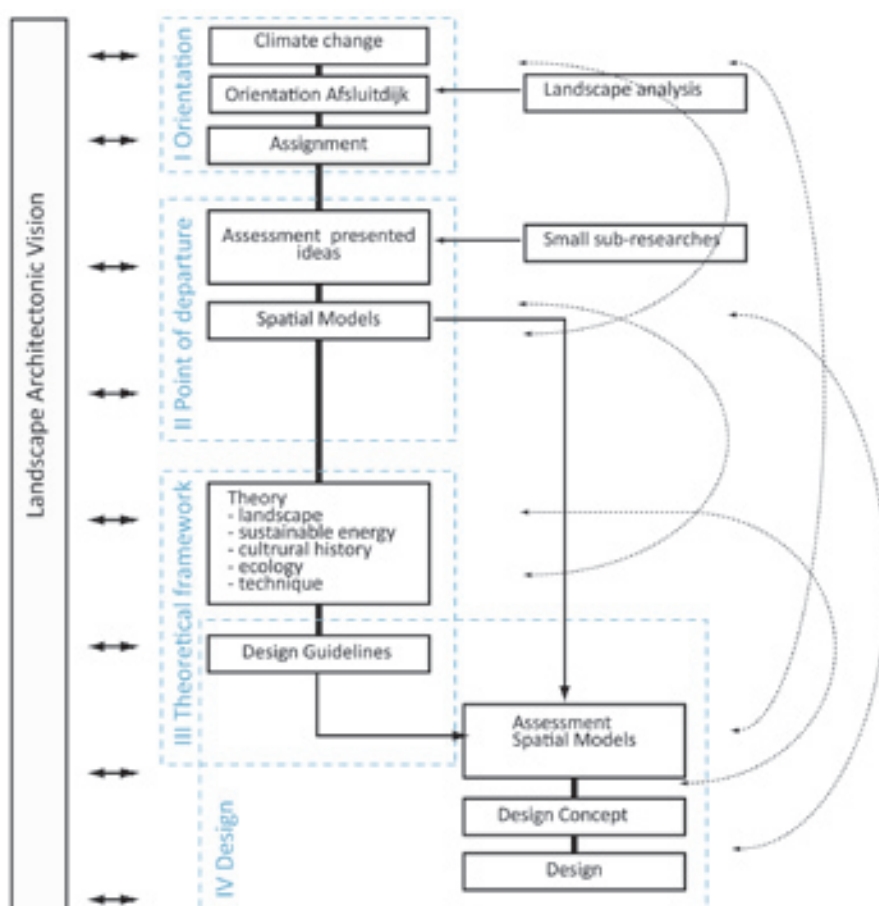 Landscape Architectonic Vision
I Orientation
Climate change
Orientation Afsluitdijk
Landscape analysis
Assignment
II Point of departure
Assessment presented
ideas
Small sub-researches
Spatial Models
III Theoretical framework
Theory
- landscape
- sustainable energy
- cultrural history
- ecology
- technique
Design Guidelines
IV Design
Assessment
Spatial Models
Design Concept
Design